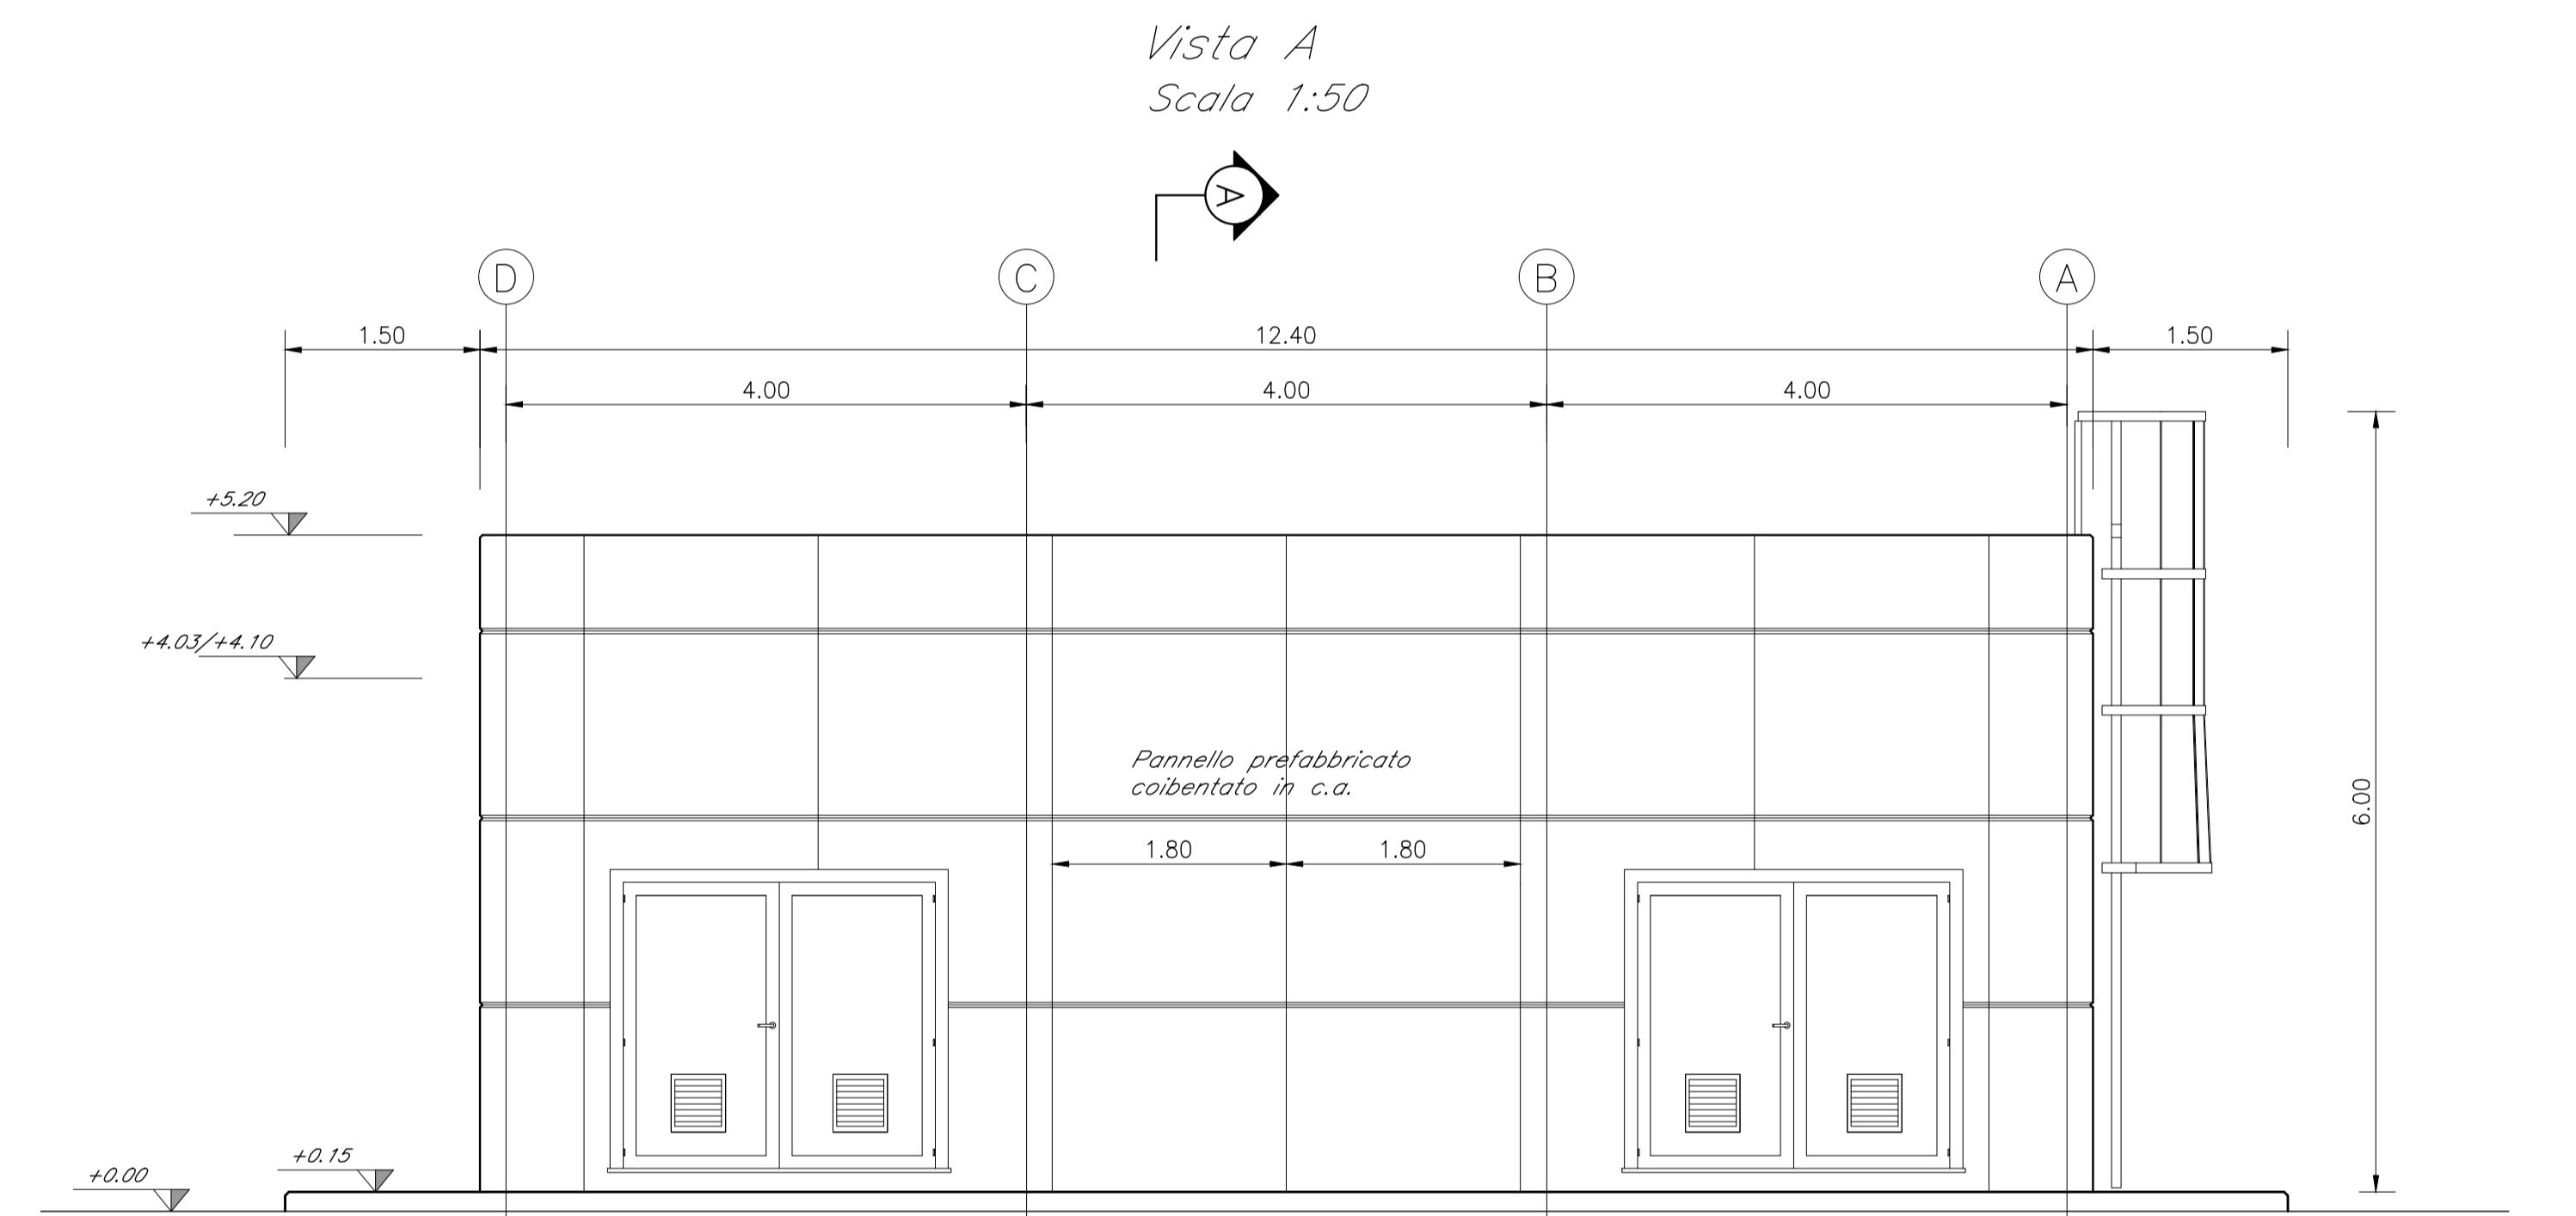 Vista A
Scala 1:50
A
D
C
B
A
1.50
12.40
1.50
4.00
4.00
4.00
+5.20
+4.03/+4.10
Pannello prefabbricato
coibentato in c.a.
6.00
1.80
1.80
+0.15
+0.00